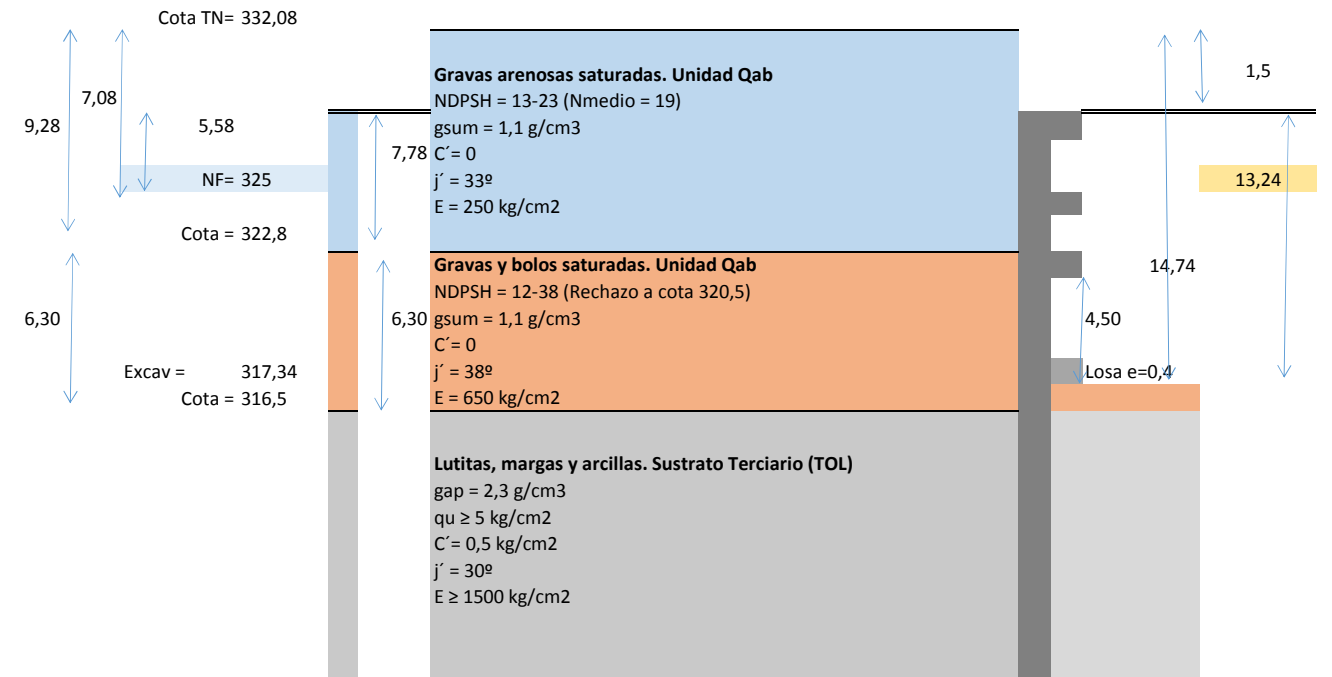 Cota TN= 332,08
Gravas arenosas saturadas. Unidad Qab
1,5
7,08
NDPSH = 13-23 (Nmedio = 19)
9,28
5,58
gsum = 1,1 g/cm3
7,78
C´= 0
NF= 325
j´ = 33º
13,24
E = 250 kg/cm2
Cota = 322,8
Gravas y bolos saturadas. Unidad Qab
14,74
NDPSH = 12-38 (Rechazo a cota 320,5)
6,30
6,30
gsum = 1,1 g/cm3
4,50
C´= 0
Excav = 317,34
j´ = 38º
Losa e=0,4
Cota = 316,5
E = 650 kg/cm2
Lutitas, margas y arcillas. Sustrato Terciario (TOL)
gap = 2,3 g/cm3
qu ≥ 5 kg/cm2
C´= 0,5 kg/cm2
j´ = 30º
E ≥ 1500 kg/cm2